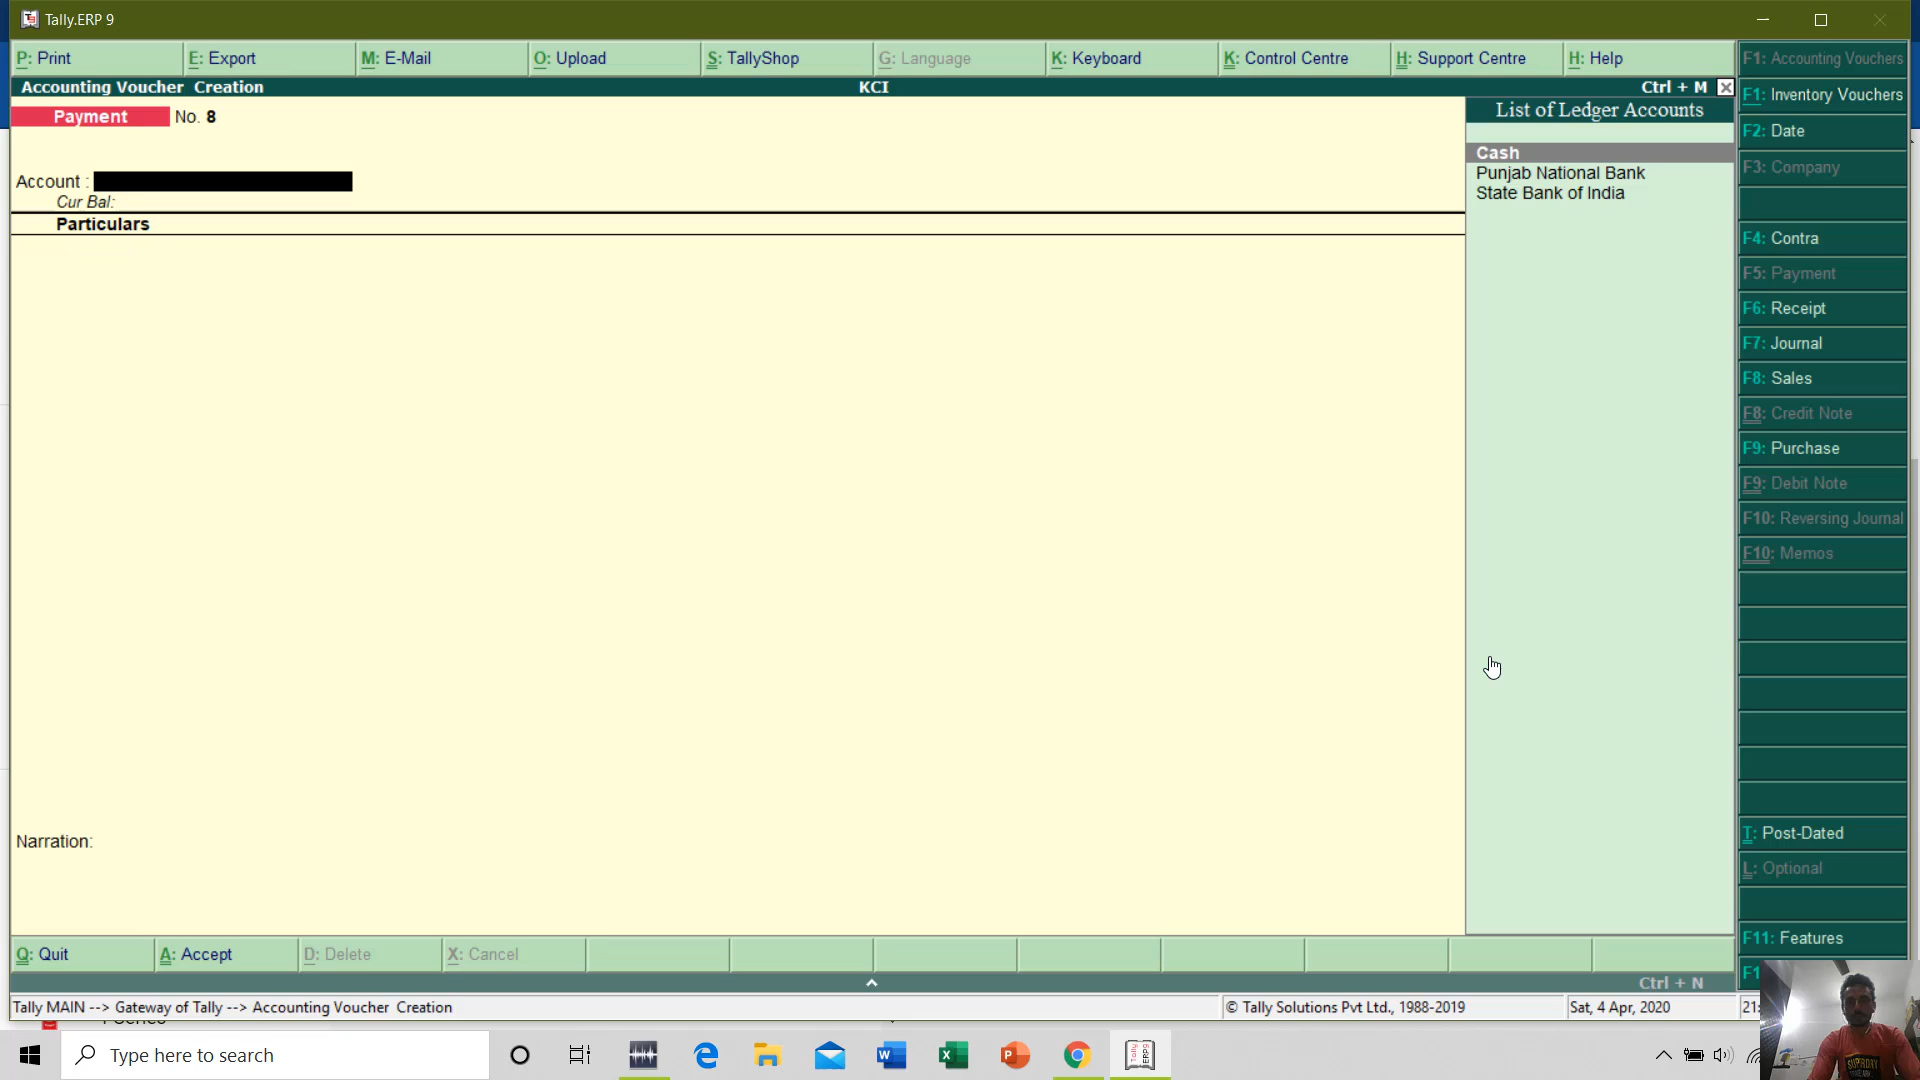 Tally.ERP 9
P: Print E: Export M: E-Mail O: Upload S: TallyShop G: Language K: Keyboard K: Control Centre H: Support Centre H: Help
Accounting Voucher Creation KCI Ctrl + M
Payment No. 8
Account :
Cur Bal:
Particulars
List of Ledger Accounts
Cash
Punjab National Bank
State Bank of India
F1: Accounting Vouchers
F1: Inventory Vouchers
F2: Date
F3: Company
F4: Contra
F5: Payment
F6: Receipt
F7: Journal
F8: Sales
F8: Credit Note
F9: Purchase
F9: Debit Note
F10: Reversing Journal
F10: Memos
T: Post-Dated
L: Optional
F11: Features
Narration:
Q: Quit A: Accept D: Delete X: Cancel
Ctrl + N
Tally MAIN --> Gateway of Tally --> Accounting Voucher Creation © Tally Solutions Pvt Ltd., 1988-2019 Sat, 4 Apr, 2020
Type here to search